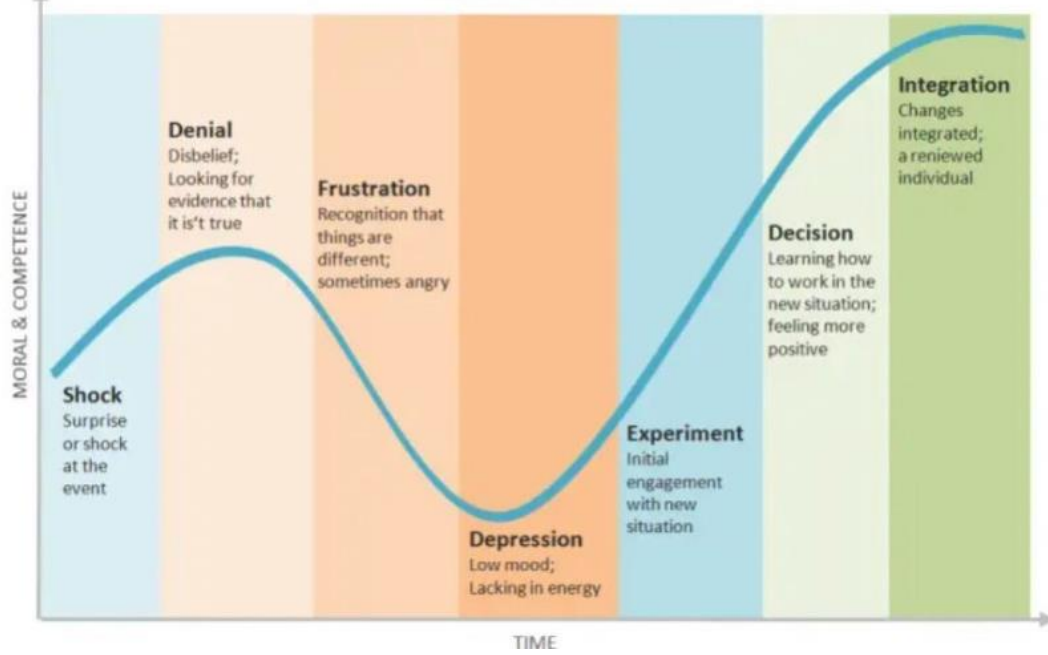 MORAL & COMPETENCE
Shock
Surprise
or shock
at the
event
Denial
Disbelief;
Looking for
evidence that
it is't true
Frustration
Recognition that
things are
different;
sometimes angry
Depression
Low mood;
Lacking in energy
Experiment
Initial
engagement
with new
situation
Decision
Learning how
to work in the
new situation;
feeling more
positive
Integration
Changes
integrated;
a reniewed
individual
TIME